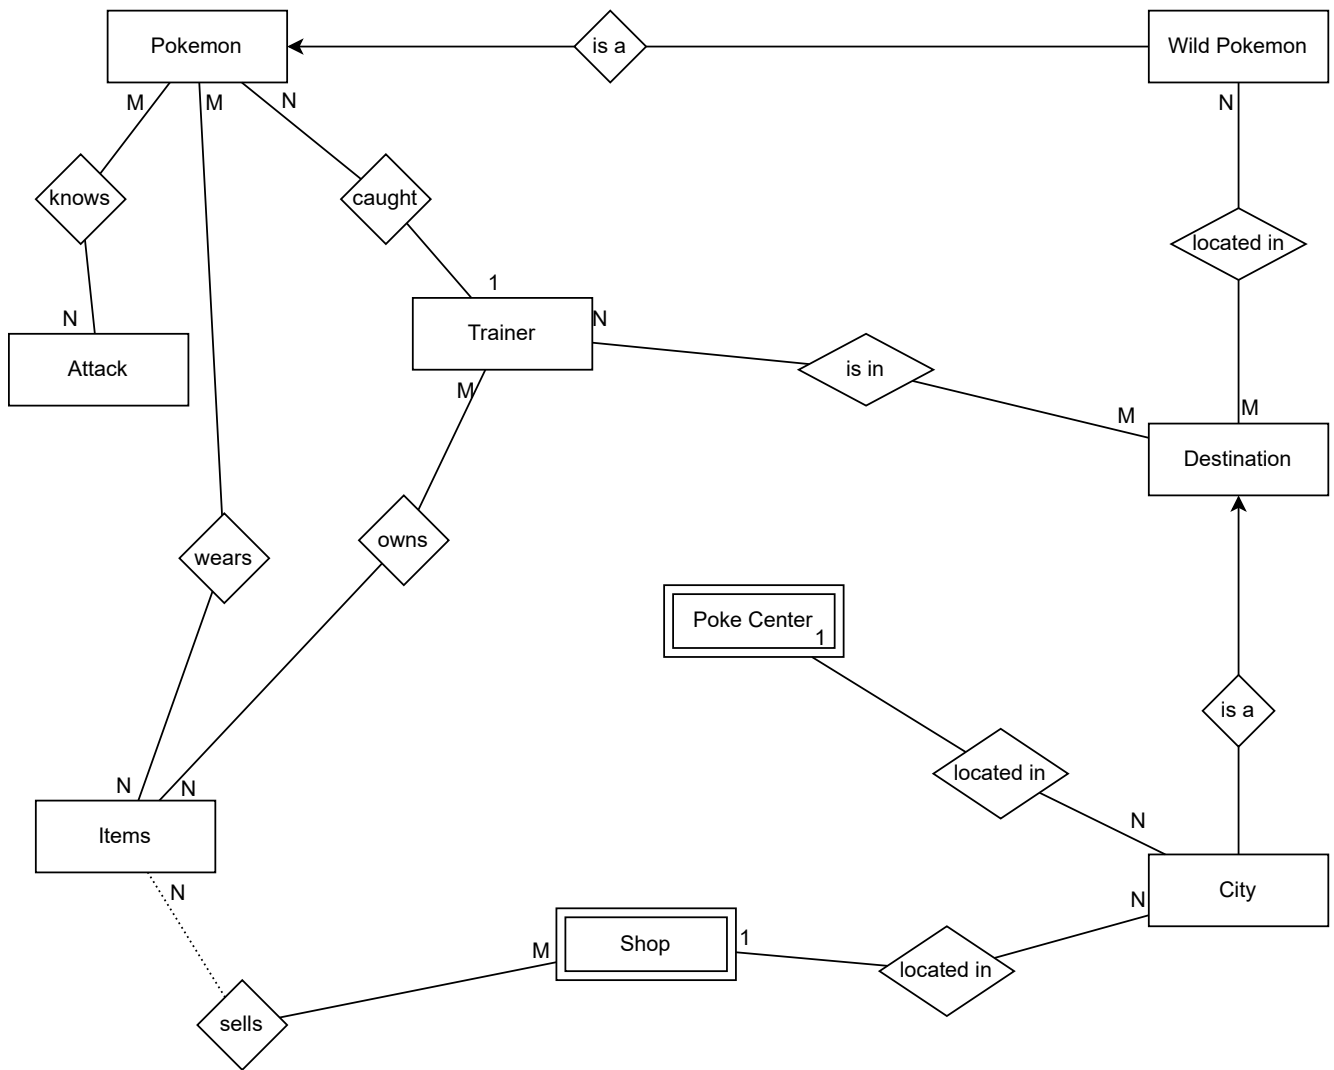 Pokemon
is a
Wild Pokemon
M
M
N
N
knows
caught
located in
1
N
Attack
Trainer
N
is in
M
M
M
Destination
wears
owns
Poke Center
1
is a
located in
N
N
N
Items
City
N
N
Shop
1
M
located in
sells